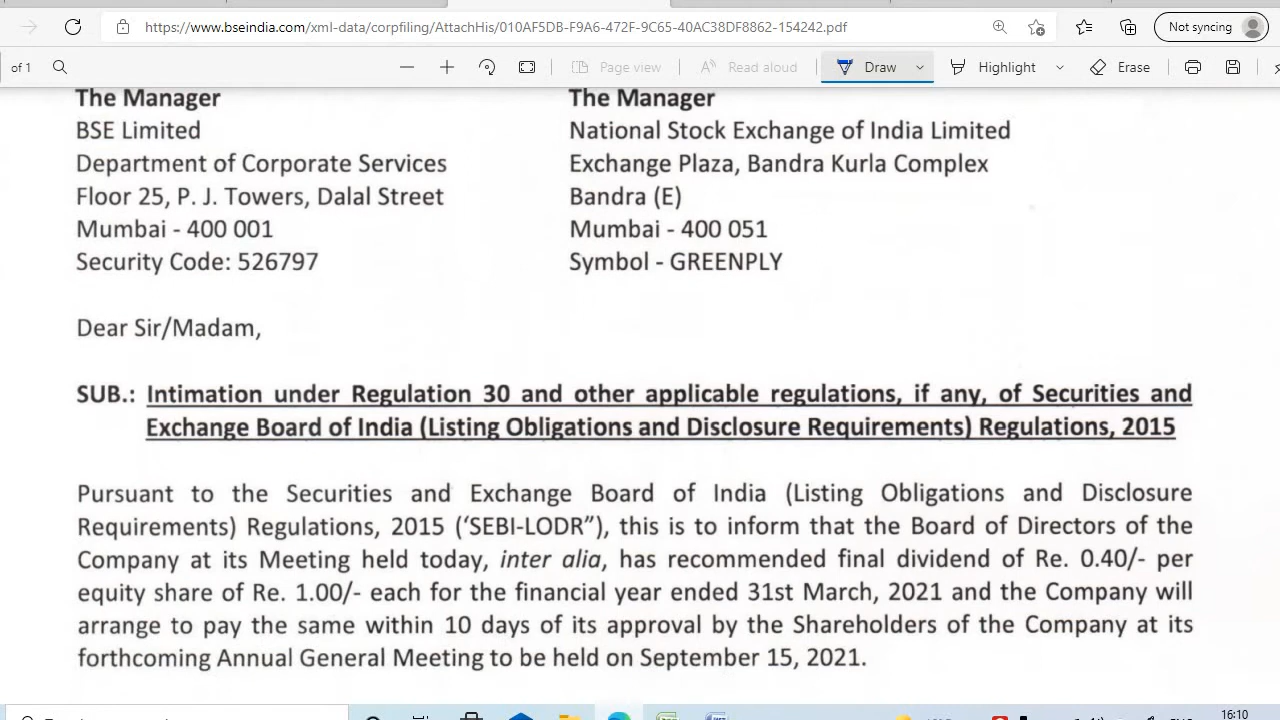 https://www.bseindia.com/xml-data/corpfiling/AttachHis/010AF5DB-F9A6-472F-9C65-40AC38DF8862-154242.pdf
Not syncing
of 1
Page view
Read aloud
Draw
Highlight
Erase
The Manager
BSE Limited
Department of Corporate Services
Floor 25, P. J. Towers, Dalal Street
Mumbai - 400 001
Security Code: 526797
The Manager
National Stock Exchange of India Limited
Exchange Plaza, Bandra Kurla Complex
Bandra (E)
Mumbai - 400 051
Symbol - GREENPLY
Dear Sir/Madam,
SUB.: Intimation under Regulation 30 and other applicable regulations, if any, of Securities and
Exchange Board of India (Listing Obligations and Disclosure Requirements) Regulations, 2015
Pursuant to the Securities and Exchange Board of India (Listing Obligations and Disclosure
Requirements) Regulations, 2015 (‘SEBI-LODR”), this is to inform that the Board of Directors of the
Company at its Meeting held today, inter alia, has recommended final dividend of Re. 0.40/- per
equity share of Re. 1.00/- each for the financial year ended 31st March, 2021 and the Company will
arrange to pay the same within 10 days of its approval by the Shareholders of the Company at its
forthcoming Annual General Meeting to be held on September 15, 2021.
16:10